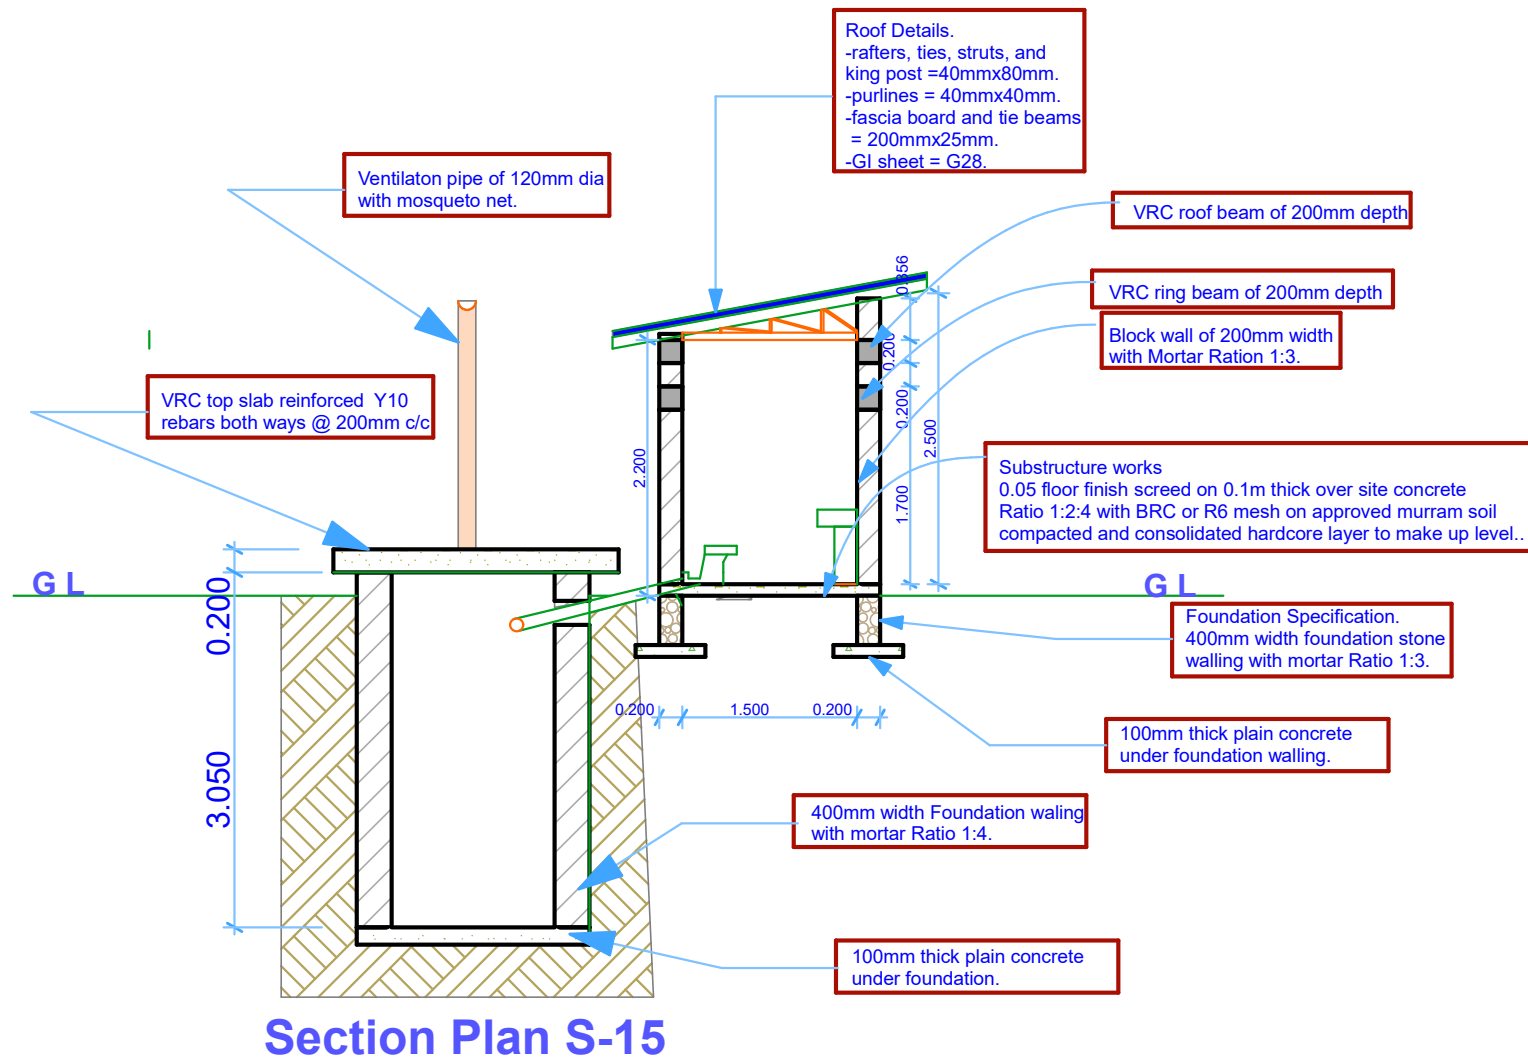 Roof Details.
-rafters, ties, struts, and
king post =40mmx80mm.
-purlines = 40mmx40mm.
-fascia board and tie beams
= 200mmx25mm.
-GI sheet = G28.
Ventilaton pipe of 120mm dia
with mosqueto net.
VRC roof beam of 200mm depth
VRC ring beam of 200mm depth
Block wall of 200mm width
with Mortar Ration 1:3.
VRC top slab reinforced Y10
rebars both ways @ 200mm c/c
Substructure works
0.05 floor finish screed on 0.1m thick over site concrete
Ratio 1:2:4 with BRC or R6 mesh on approved murram soil
compacted and consolidated hardcore layer to make up level..
0.356
0.200
0.200
2.500
1.700
2.200
G L
G L
0.200
3.050
Foundation Specification.
400mm width foundation stone
walling with mortar Ratio 1:3.
0.200
1.500
0.200
100mm thick plain concrete
under foundation walling.
400mm width Foundation waling
with mortar Ratio 1:4.
100mm thick plain concrete
under foundation.
Section Plan S-15